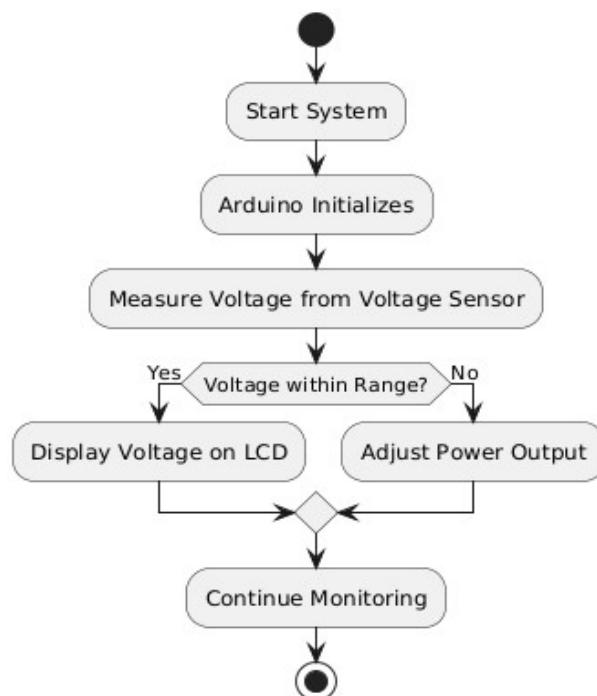 Start System
Arduino Initializes
Measure Voltage from Voltage Sensor
Yes
Voltage within Range?
No
Display Voltage on LCD
Adjust Power Output
Continue Monitoring